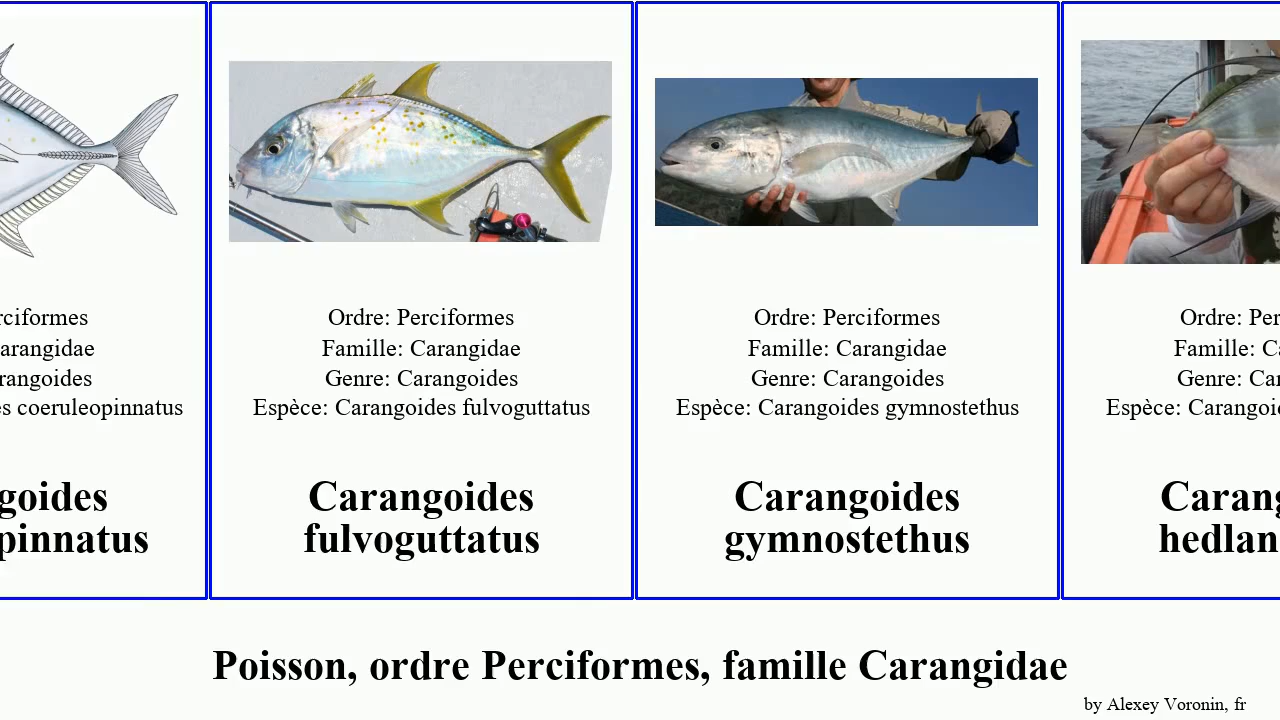 rciformes
arangidae
rangoides
es coeruleopinnatus
goides
pinnatus
Ordre: Perciformes
Famille: Carangidae
Genre: Carangoides
Espèce: Carangoides fulvoguttatus
Carangoides
fulvoguttatus
Ordre: Perciformes
Famille: Carangidae
Genre: Carangoides
Espèce: Carangoides gymnostethus
Carangoides
gymnostethus
Ordre: Per
Famille: Ca
Genre: Car
Espèce: Carangoid
Carang
hedlan
Poisson, ordre Perciformes, famille Carangidae
by Alexey Voronin, fr